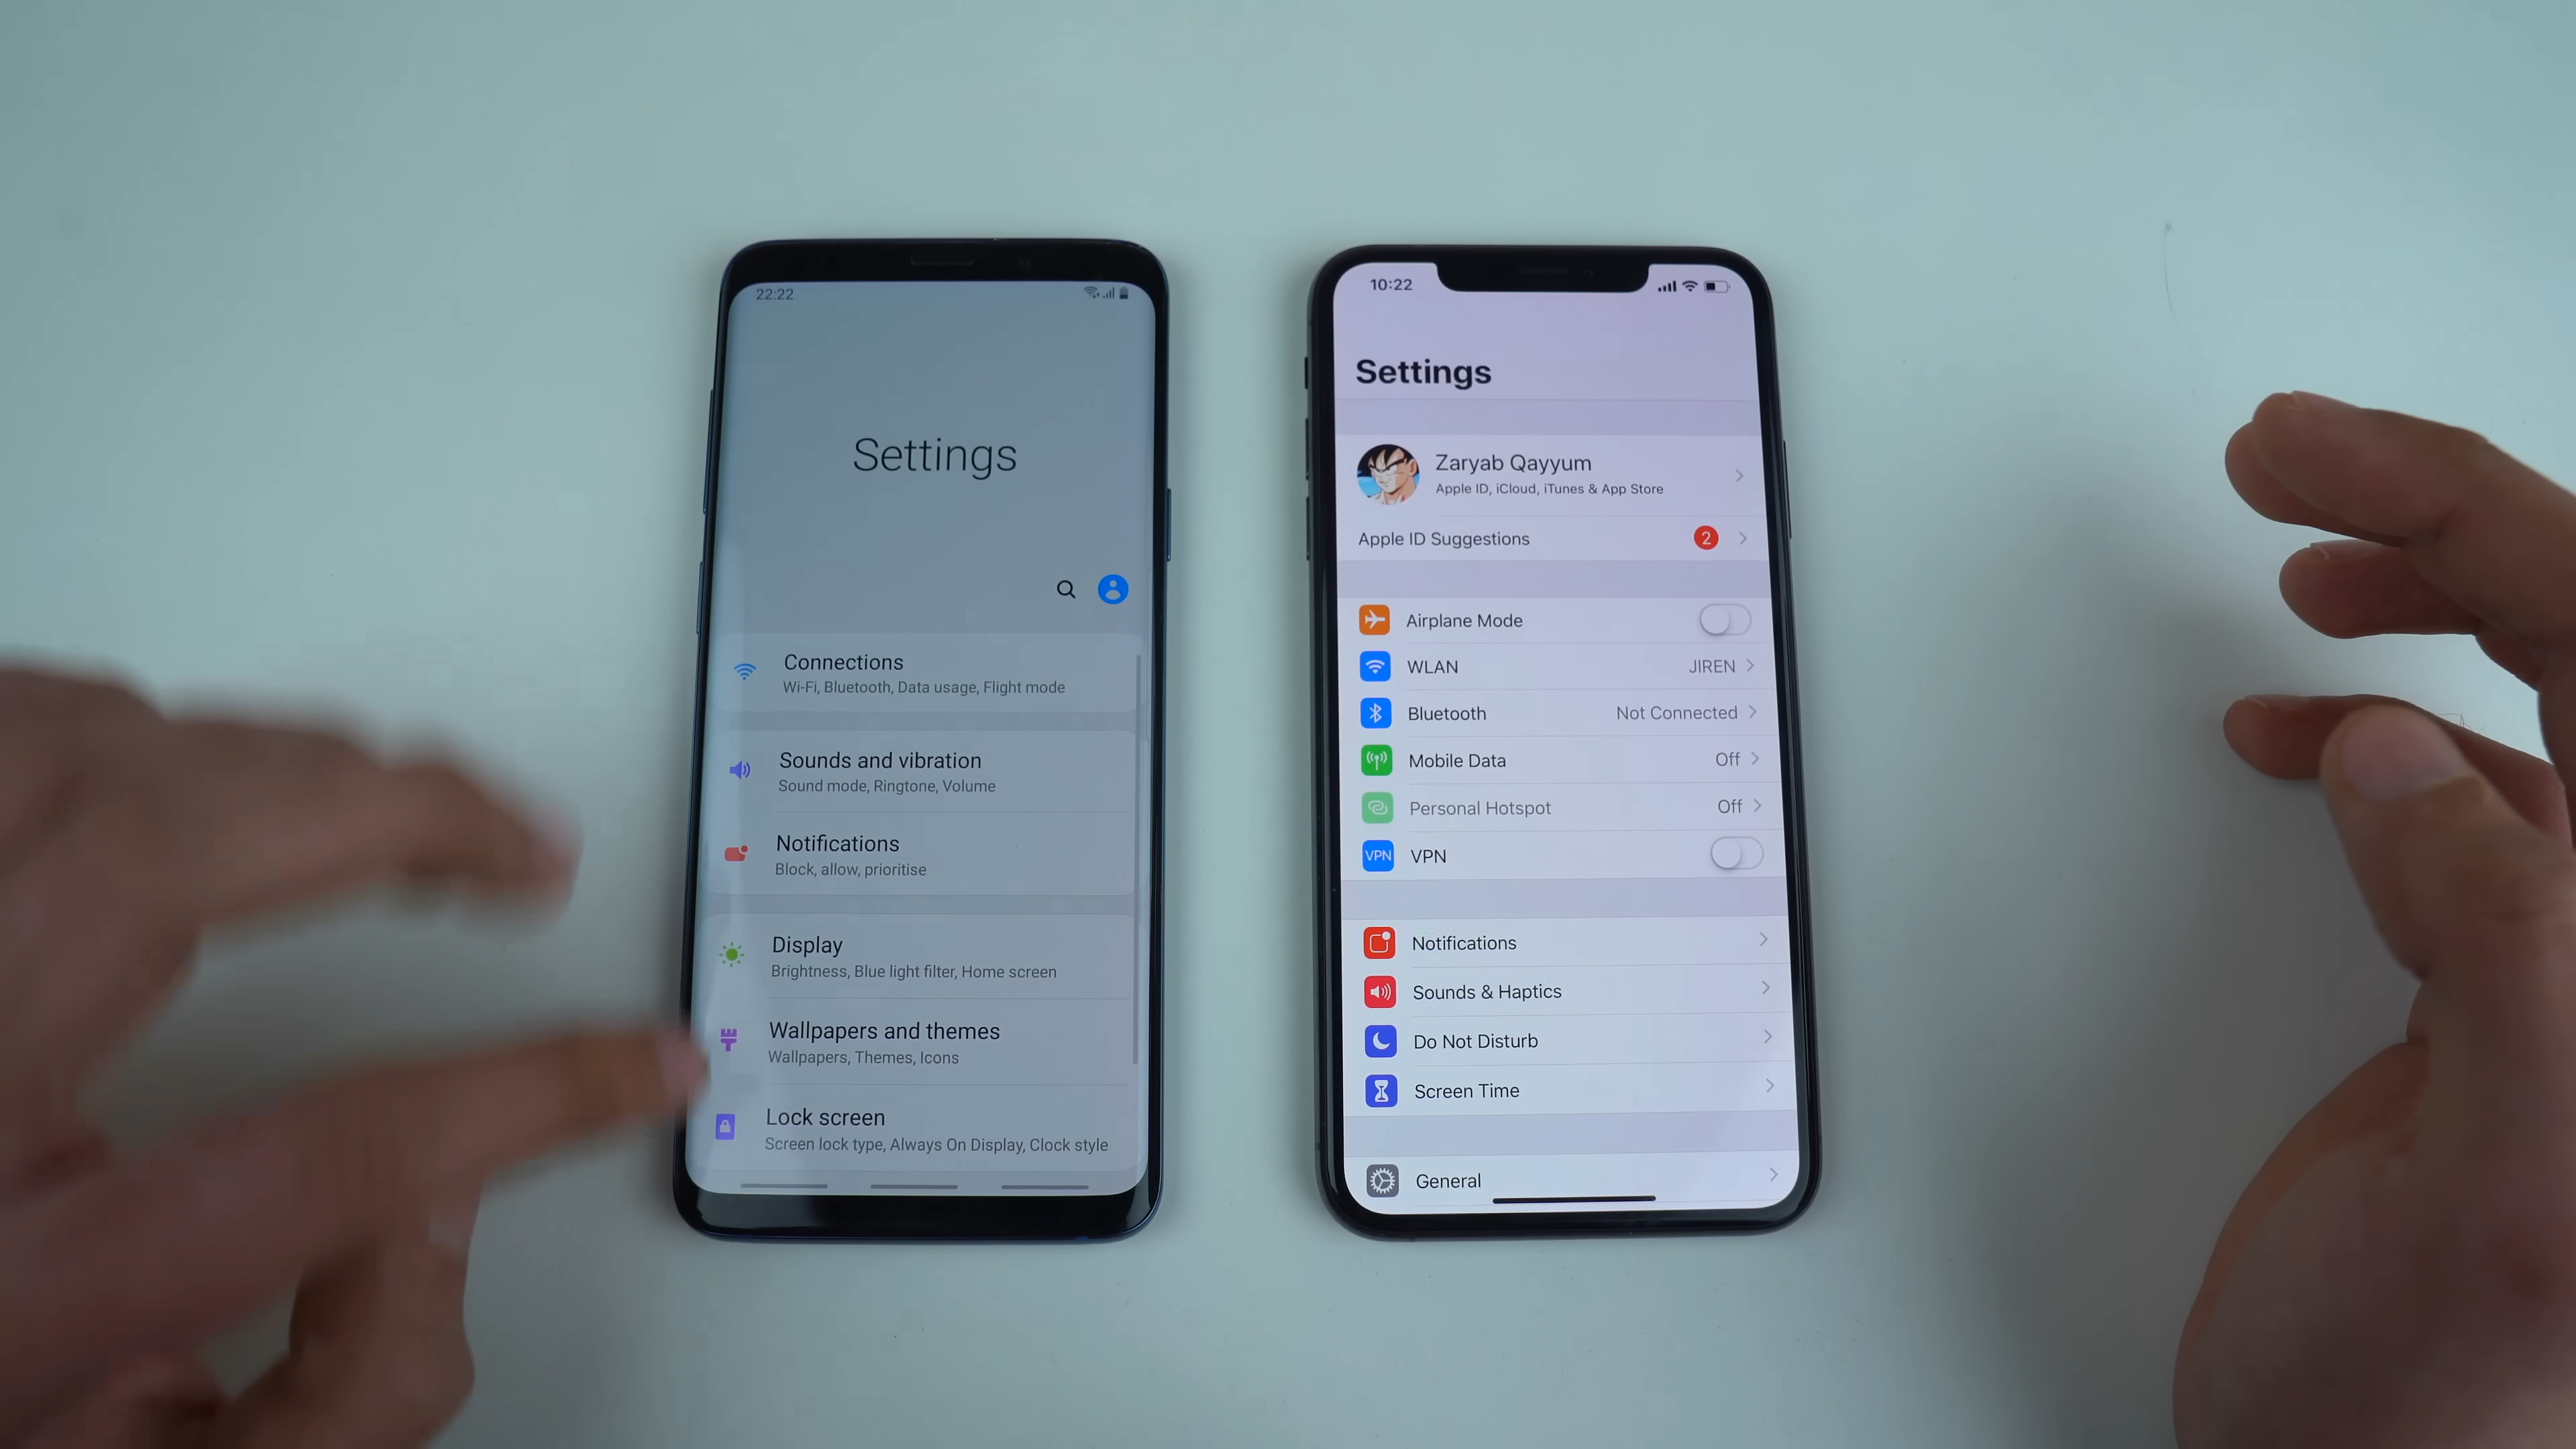 22:22
Settings
Connections
Wi-Fi, Bluetooth, Data usage, Flight mode
Sounds and vibration
Sound mode, Ringtone, Volume
Notifications
Block, allow, prioritise
Display
Brightness, Blue light filter, Home screen
Wallpapers and themes
Wallpapers, Themes, Icons
Lock screen
Screen lock type, Always On Display, Clock style
10:22
Settings
Zaryab Qayyum
Apple ID, iCloud, iTunes & App Store
Apple ID Suggestions 2
Airplane Mode
WLAN JIREN
Bluetooth Not Connected
Mobile Data Off
Personal Hotspot Off
VPN VPN
Notifications
Sounds & Haptics
Do Not Disturb
Screen Time
General